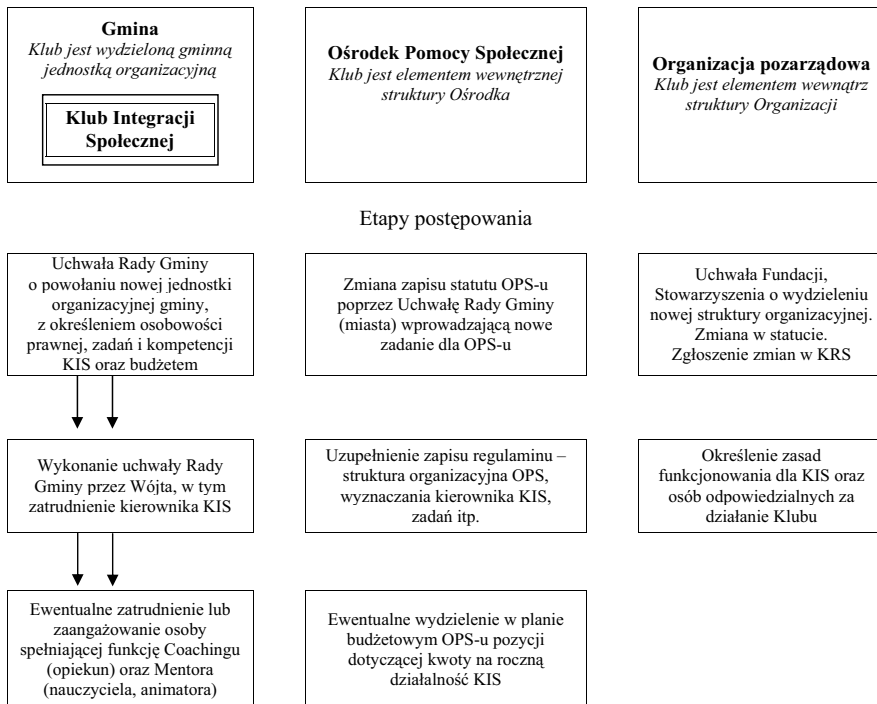 Gmina
Klub jest wydzieloną gminną
jednostką organizacyjną
Klub Integracji
Społecznej
Ośrodek Pomocy Społecznej
Klub jest elementem wewnętrznej
struktury Ośrodka
Organizacja pozarządowa
Klub jest elementem wewnątrz
struktury Organizacji
Etapy postępowania
Uchwała Rady Gminy
o powołaniu nowej jednostki
organizacyjnej gminy,
z określeniem osobowości
prawnej, zadań i kompetencji
KIS oraz budżetem
Zmiana zapisu statutu OPS-u
poprzez Uchwałę Rady Gminy
(miasta) wprowadzającą nowe
zadanie dla OPS-u
Uchwała Fundacji,
Stowarzyszenia o wydzieleniu
nowej struktury organizacyjnej.
Zmiana w statucie.
Zgłoszenie zmian w KRS
Wykonanie uchwały Rady
Gminy przez Wójta, w tym
zatrudnienie kierownika KIS
Uzupełnienie zapisu regulaminu –
struktura organizacyjna OPS,
wyznaczania kierownika KIS,
zadań itp.
Określenie zasad
funkcjonowania dla KIS oraz
osób odpowiedzialnych za
działanie Klubu
Ewentualne zatrudnienie lub
zaangażowanie osoby
spełniającej funkcję Coachingu
(opiekun) oraz Mentora
(nauczyciela, animatora)
Ewentualne wydzielenie w planie
budżetowym OPS-u pozycji
dotyczącej kwoty na roczną
działalność KIS